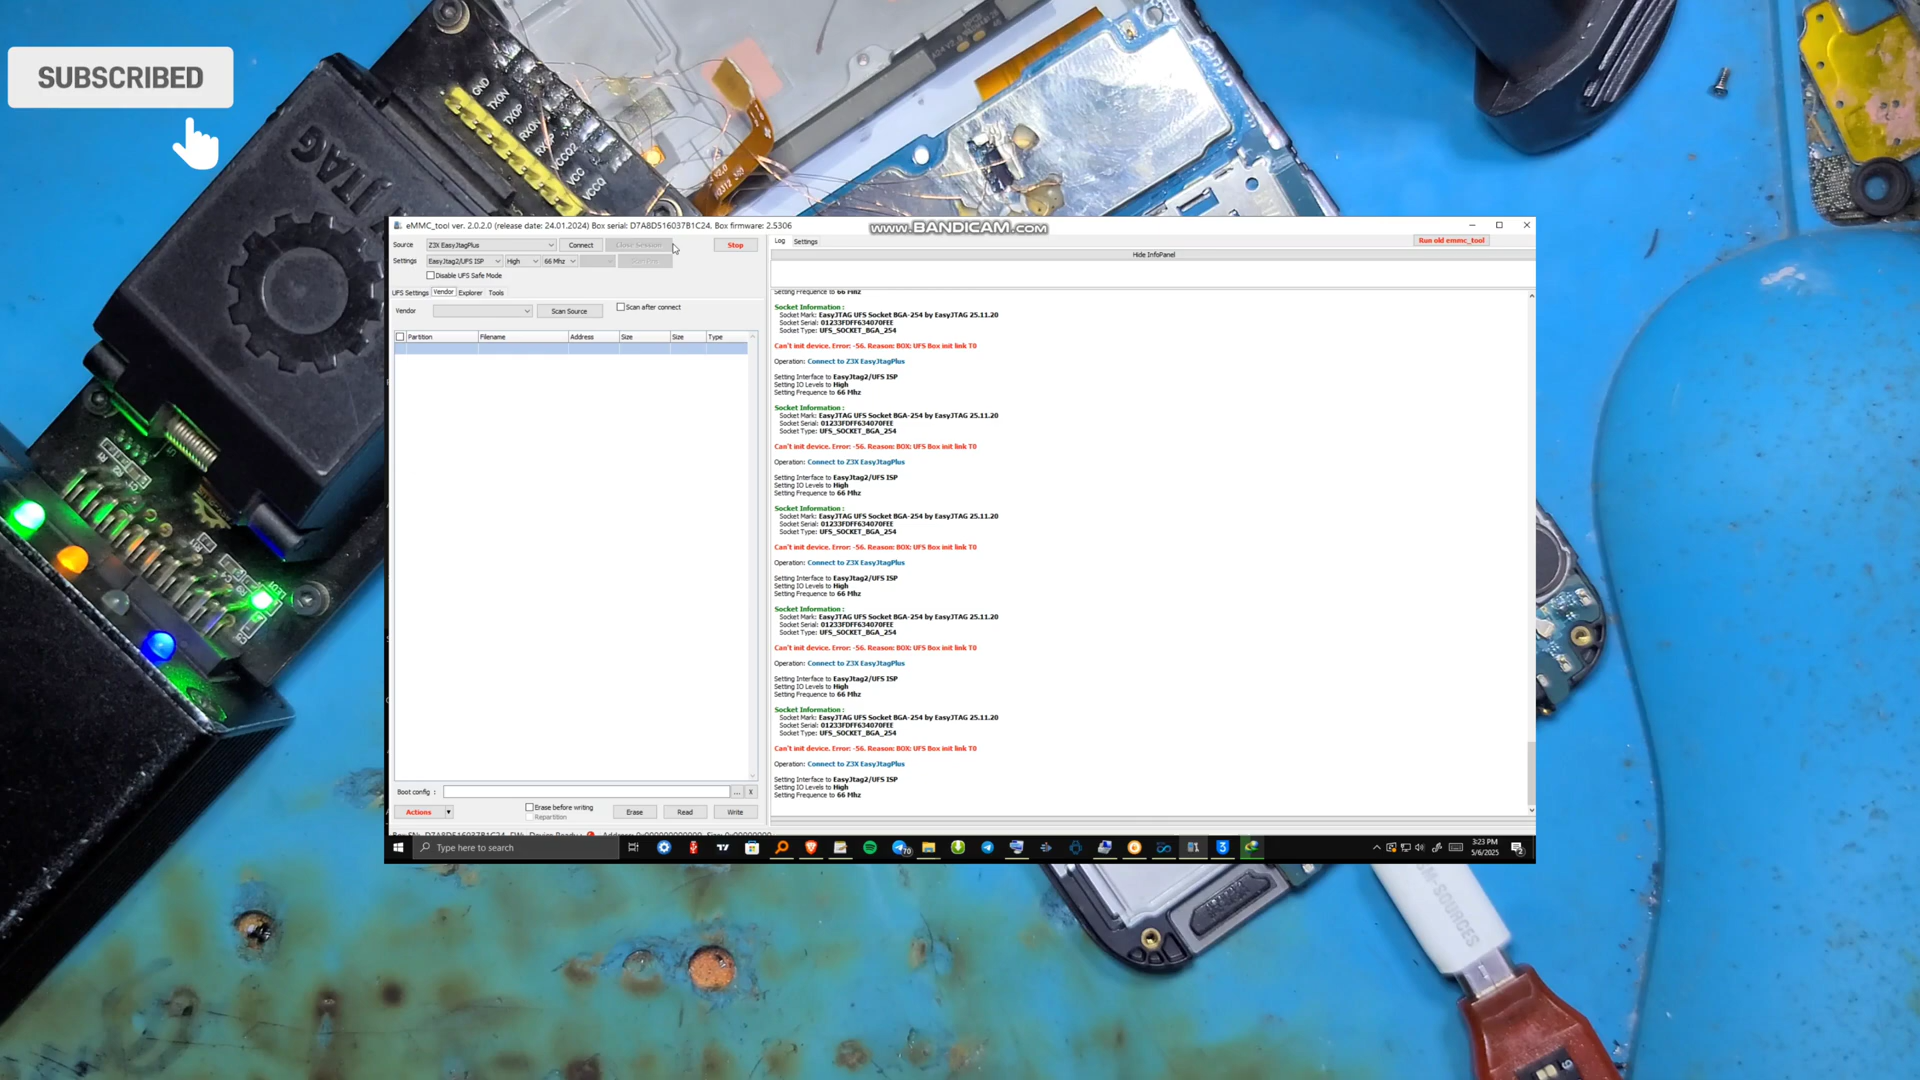 SUBSCRIBED
JTAG
GND
TXON
TXOP
RXON
VCCQ2
VCC
VCCQ
eMMC_tool ver. 2.0.2.0 (release date: 24.01.2024) Box serial: D7A8D516037B1C24, Box firmware: 2.5306
www.BANDICAM.com
Source Z3X EasyJtagPlus Connect Close Session Stop
Settings EasyJtag2/UFS ISP High 66 Mhz
Disable UFS Safe Mode
UFS Settings Vendor Explorer Tools
Vendor Scan Source Scan after connect
Partition Filename Address Size Size Type
Boot config : ... X
Actions Erase before writing Erase Read Write
Repartition
Log Settings Run old emmc_tool
Hide InfoPanel
Setting Frequence to 66 Mhz
Socket Information :
Socket Mark: EasyJTAG UFS Socket BGA-254 by EasyJTAG 25.11.20
Socket Serial: 01233FDFF634070FEE
Socket Type: UFS_SOCKET_BGA_254
Can't init device. Error: -56. Reason: BOX: UFS Box init link T0
Operation: Connect to Z3X EasyJtagPlus
Setting Interface to EasyJtag2/UFS ISP
Setting IO Levels to High
Setting Frequence to 66 Mhz
Socket Information :
Socket Mark: EasyJTAG UFS Socket BGA-254 by EasyJTAG 25.11.20
Socket Serial: 01233FDFF634070FEE
Socket Type: UFS_SOCKET_BGA_254
Can't init device. Error: -56. Reason: BOX: UFS Box init link T0
Operation: Connect to Z3X EasyJtagPlus
Setting Interface to EasyJtag2/UFS ISP
Setting IO Levels to High
Setting Frequence to 66 Mhz
Socket Information :
Socket Mark: EasyJTAG UFS Socket BGA-254 by EasyJTAG 25.11.20
Socket Serial: 01233FDFF634070FEE
Socket Type: UFS_SOCKET_BGA_254
Can't init device. Error: -56. Reason: BOX: UFS Box init link T0
Operation: Connect to Z3X EasyJtagPlus
Setting Interface to EasyJtag2/UFS ISP
Setting IO Levels to High
Setting Frequence to 66 Mhz
Socket Information :
Socket Mark: EasyJTAG UFS Socket BGA-254 by EasyJTAG 25.11.20
Socket Serial: 01233FDFF634070FEE
Socket Type: UFS_SOCKET_BGA_254
Can't init device. Error: -56. Reason: BOX: UFS Box init link T0
Operation: Connect to Z3X EasyJtagPlus
Setting Interface to EasyJtag2/UFS ISP
Setting IO Levels to High
Setting Frequence to 66 Mhz
Socket Information :
Socket Mark: EasyJTAG UFS Socket BGA-254 by EasyJTAG 25.11.20
Socket Serial: 01233FDFF634070FEE
Socket Type: UFS_SOCKET_BGA_254
Can't init device. Error: -56. Reason: BOX: UFS Box init link T0
Operation: Connect to Z3X EasyJtagPlus
Setting Interface to EasyJtag2/UFS ISP
Setting IO Levels to High
Setting Frequence to 66 Mhz
Type here to search
70
3:23 PM
5/6/2025
SM-SOURCES